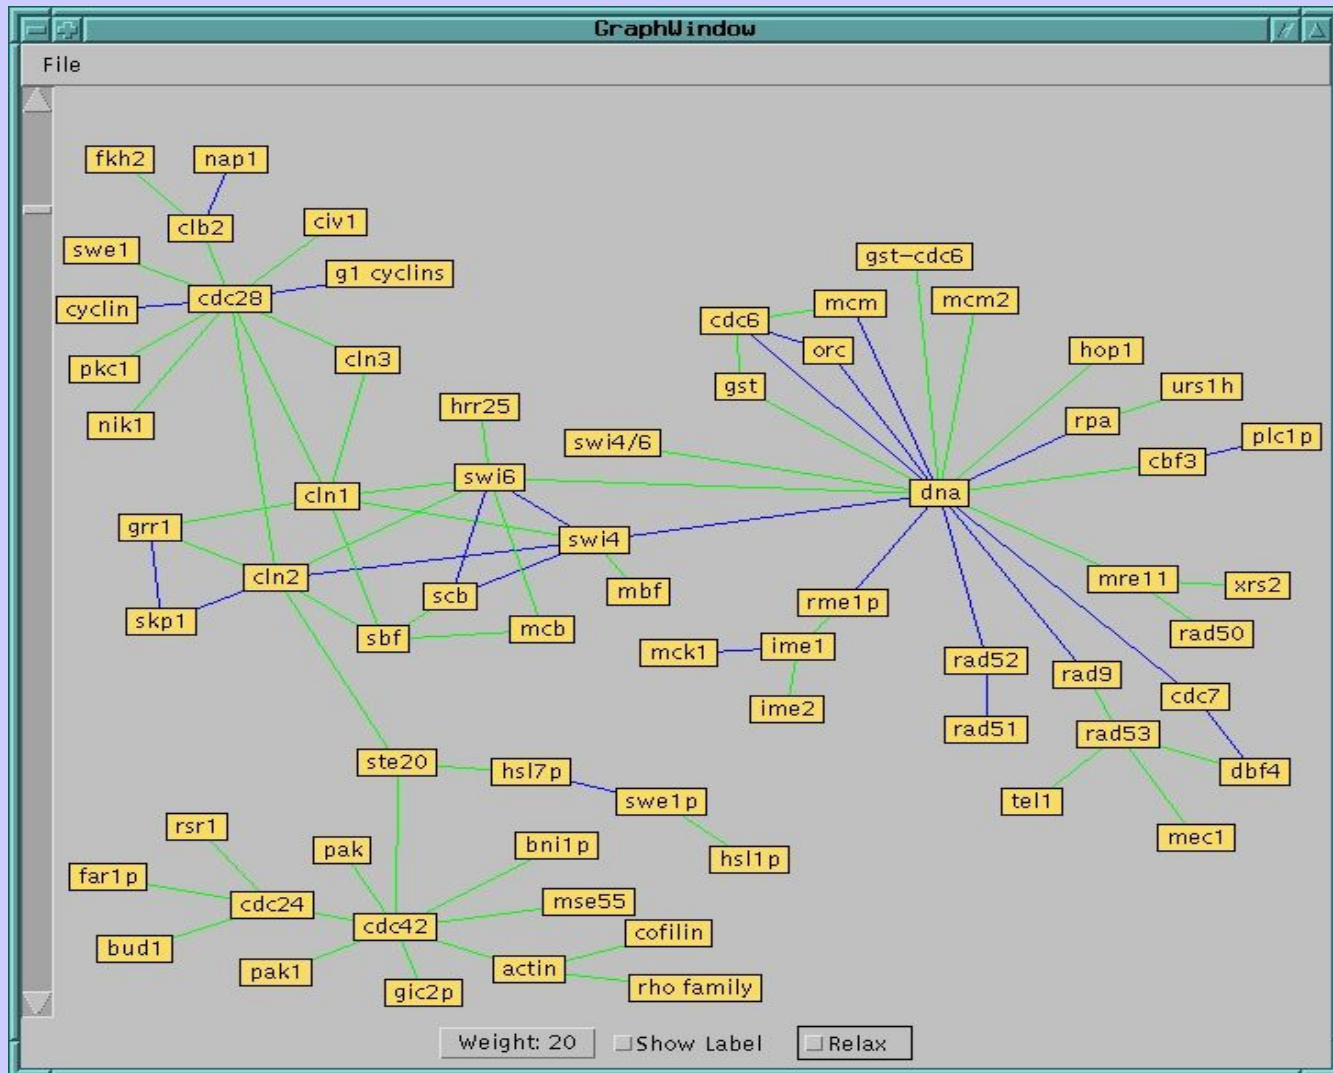 GraphWindow
File
fkh2
nap1
clb2
civ1
swe1
gst-cdc6
g1 cyclins
cdc28
cyclin
mcm
mcm2
cdc6
orc
hop1
cln3
pkc1
gst
urs1h
hrr25
rpa
nik1
swi4/6
plc1p
cbf3
swi6
cln1
dna
grr1
swi4
cln2
mre11
xrs2
mbf
scb
rme1p
skp1
mcb
sbf
rad50
ime1
mck1
rad52
rad9
cdc7
ime2
rad51
rad53
ste20
hsl7p
dbf4
swe1p
tel1
rsr1
mec1
bni1p
pak
hsl1p
far1p
cdc24
mse55
cdc42
cofilin
bud1
actin
pak1
rho family
gic2p
Weight: 20
Show Label
Relax